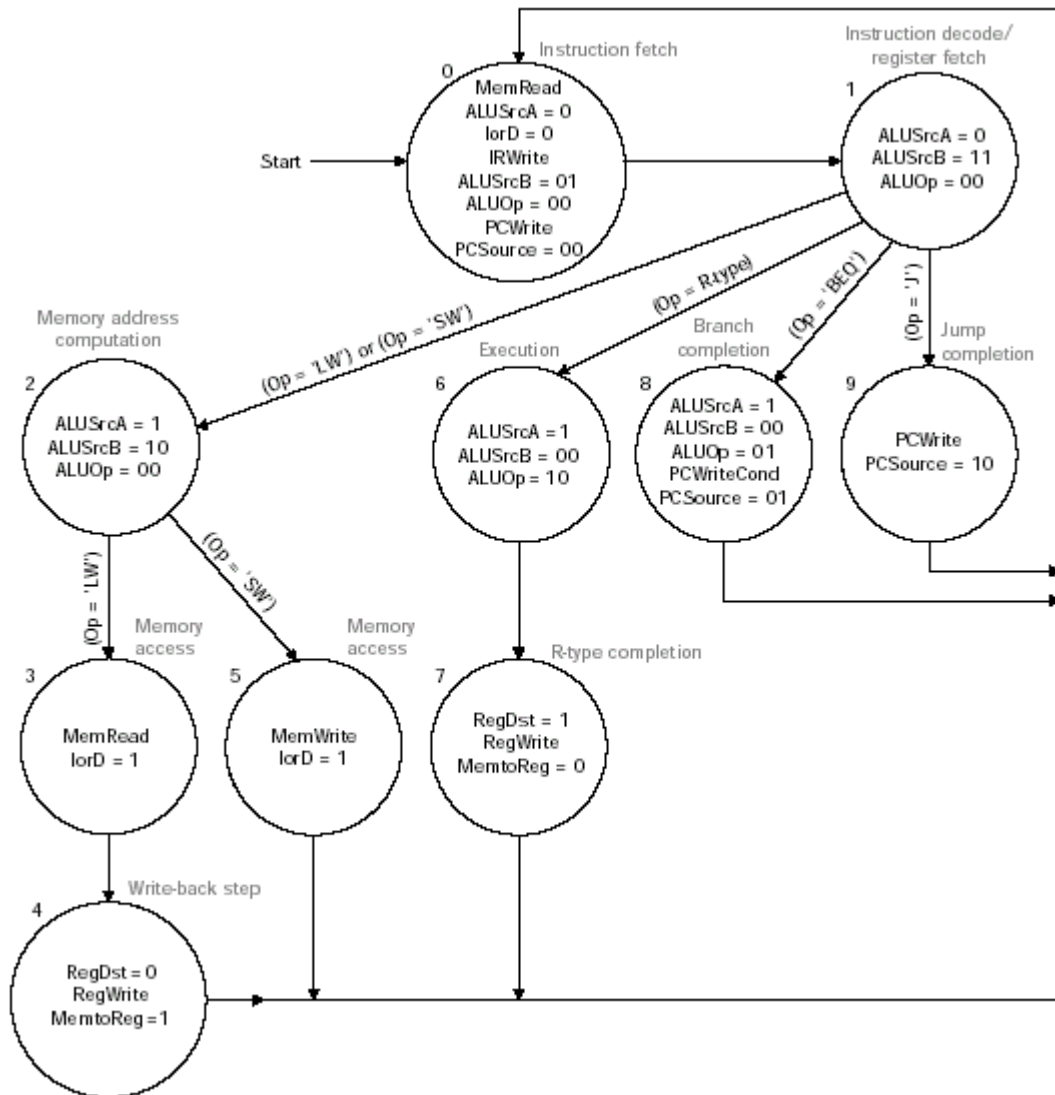 Instruction fetch
0
MemRead
ALUSrcA = 0
IorD = 0
IRWrite
ALUSrcB = 01
ALUOp = 00
PCWrite
PCSource = 00
Start
Instruction decode/
register fetch
1
ALUSrcA = 0
ALUSrcB = 11
ALUOp = 00
(Op = 'LW') or (Op = 'SW')
(Op = R-type)
(Op = 'BEQ')
(Op = 'J')
Memory address
computation
2
ALUSrcA = 1
ALUSrcB = 10
ALUOp = 00
Execution
6
ALUSrcA = 1
ALUSrcB = 00
ALUOp = 10
Branch
completion
8
ALUSrcA = 1
ALUSrcB = 00
ALUOp = 01
PCWriteCond
PCSource = 01
Jump
completion
9
PCWrite
PCSource = 10
(Op = 'LW')
(Op = 'SW')
Memory
access
3
MemRead
IorD = 1
Memory
access
5
MemWrite
IorD = 1
R-type completion
7
RegDst = 1
RegWrite
MemtoReg = 0
Write-back step
4
RegDst = 0
RegWrite
MemtoReg =1